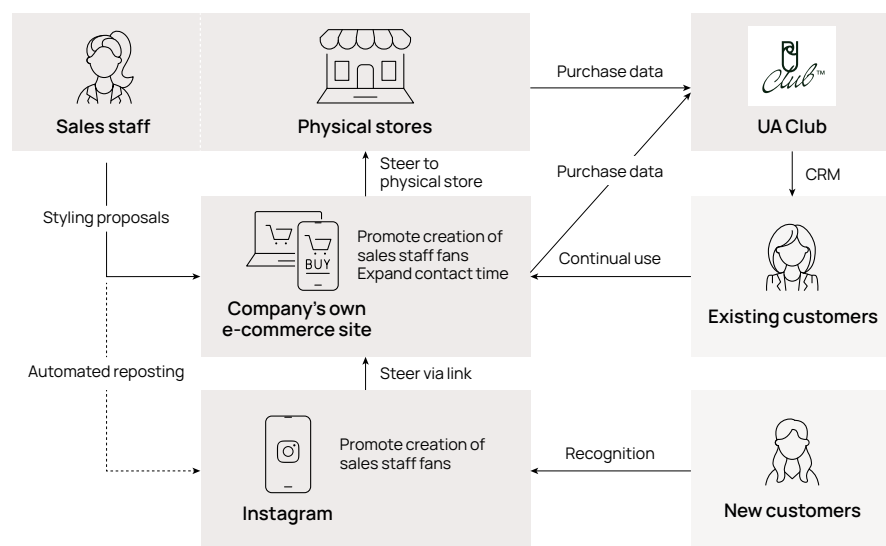 Sales staff
Physical stores
Purchase data
UA Club™
UA Club
Steer to
physical store
Purchase data
CRM
Styling proposals
BUY
Promote creation of
sales staff fans
Expand contact time
Continual use
Company's own
e-commerce site
Existing customers
Automated reposting
Steer via link
Promote creation of
sales staff fans
Recognition
Instagram
New customers